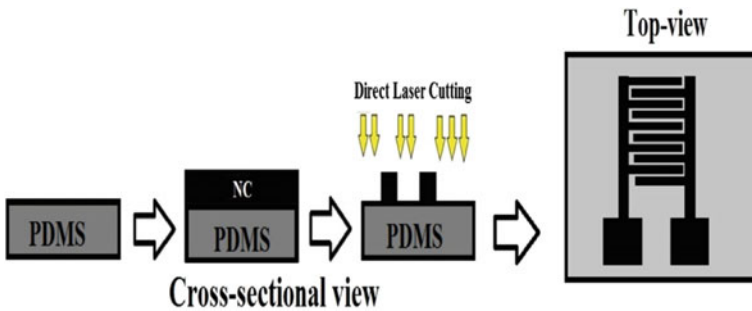 Top-view
Direct Laser Cutting
NC
PDMS
PDMS
PDMS
Cross-sectional view